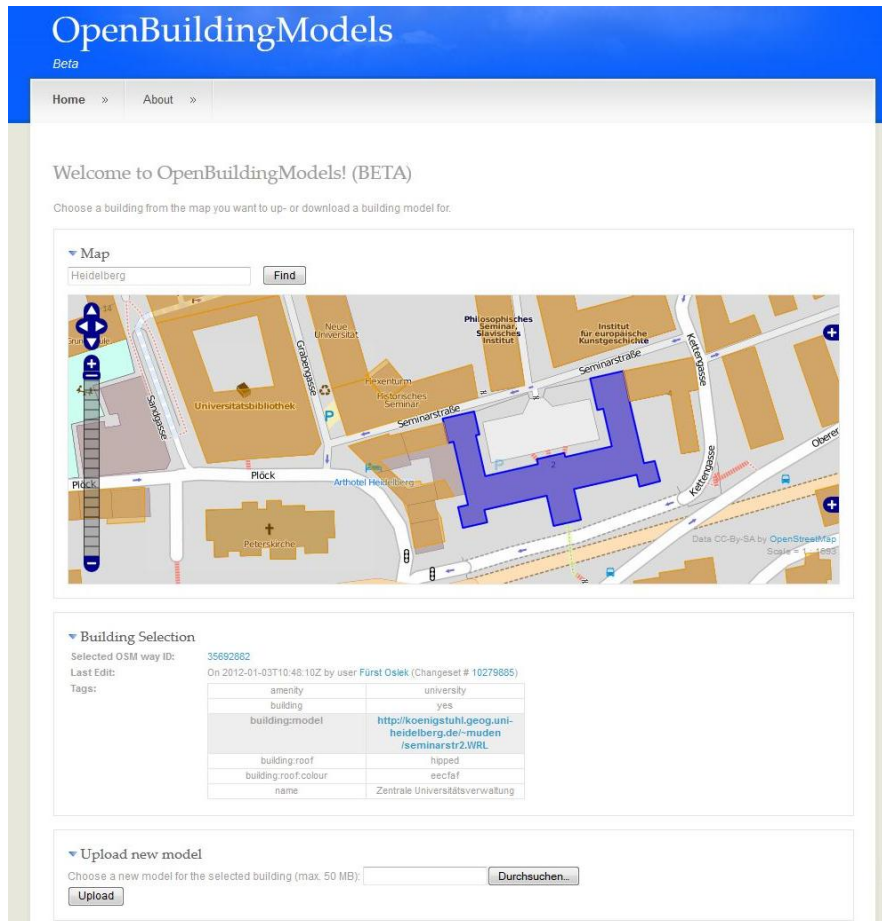 OpenBuildingModels
Beta
Home »
About »
Welcome to OpenBuildingModels! (BETA)
Choose a building from the map you want to up- or download a building model for.
Map
Heidelberg
Find
14
Neue
Universität
Philosophisches
Seminar,
Slavisches
Institut
Institut
für europäische
Kunstgeschichte
Kettengasse
Grabengasse
Sandgasse
Hexenturm
Historisches
Seminar
Seminarstraße
Seminarstraße
Universitätsbibliothek
P
P
2
Plöck
Plöck
Arthotel Heidelberg
Peterskirche
Kettengasse
Data CC-By-SA by OpenStreetMap
Scale = 1 : 1693
Building Selection
Selected OSM way ID: 35692682
Last Edit: On 2012-01-03T10:48:10Z by user Fürst Oslek (Changeset # 10279885)
Tags:
amenity university
building yes
building:model http://koenigstuhl.geog.uni-
heidelberg.de/~muden
/seminarstr2.WRL
building:roof hipped
building:roof:colour eecfaf
name Zentrale Universitätsverwaltung
Upload new model
Choose a new model for the selected building (max. 50 MB): Durchsuchen...
Upload